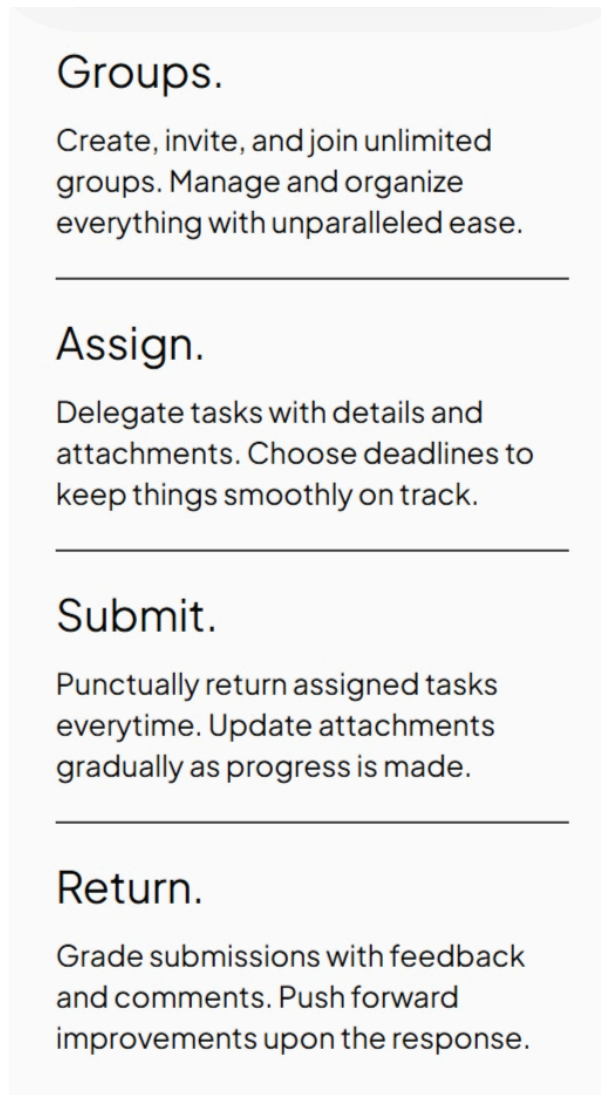 Groups.
Create, invite, and join unlimited
groups. Manage and organize
everything with unparalleled ease.
Assign.
Delegate tasks with details and
attachments. Choose deadlines to
keep things smoothly on track.
Submit.
Punctually return assigned tasks
everytime. Update attachments
gradually as progress is made.
Return.
Grade submissions with feedback
and comments. Push forward
improvements upon the response.